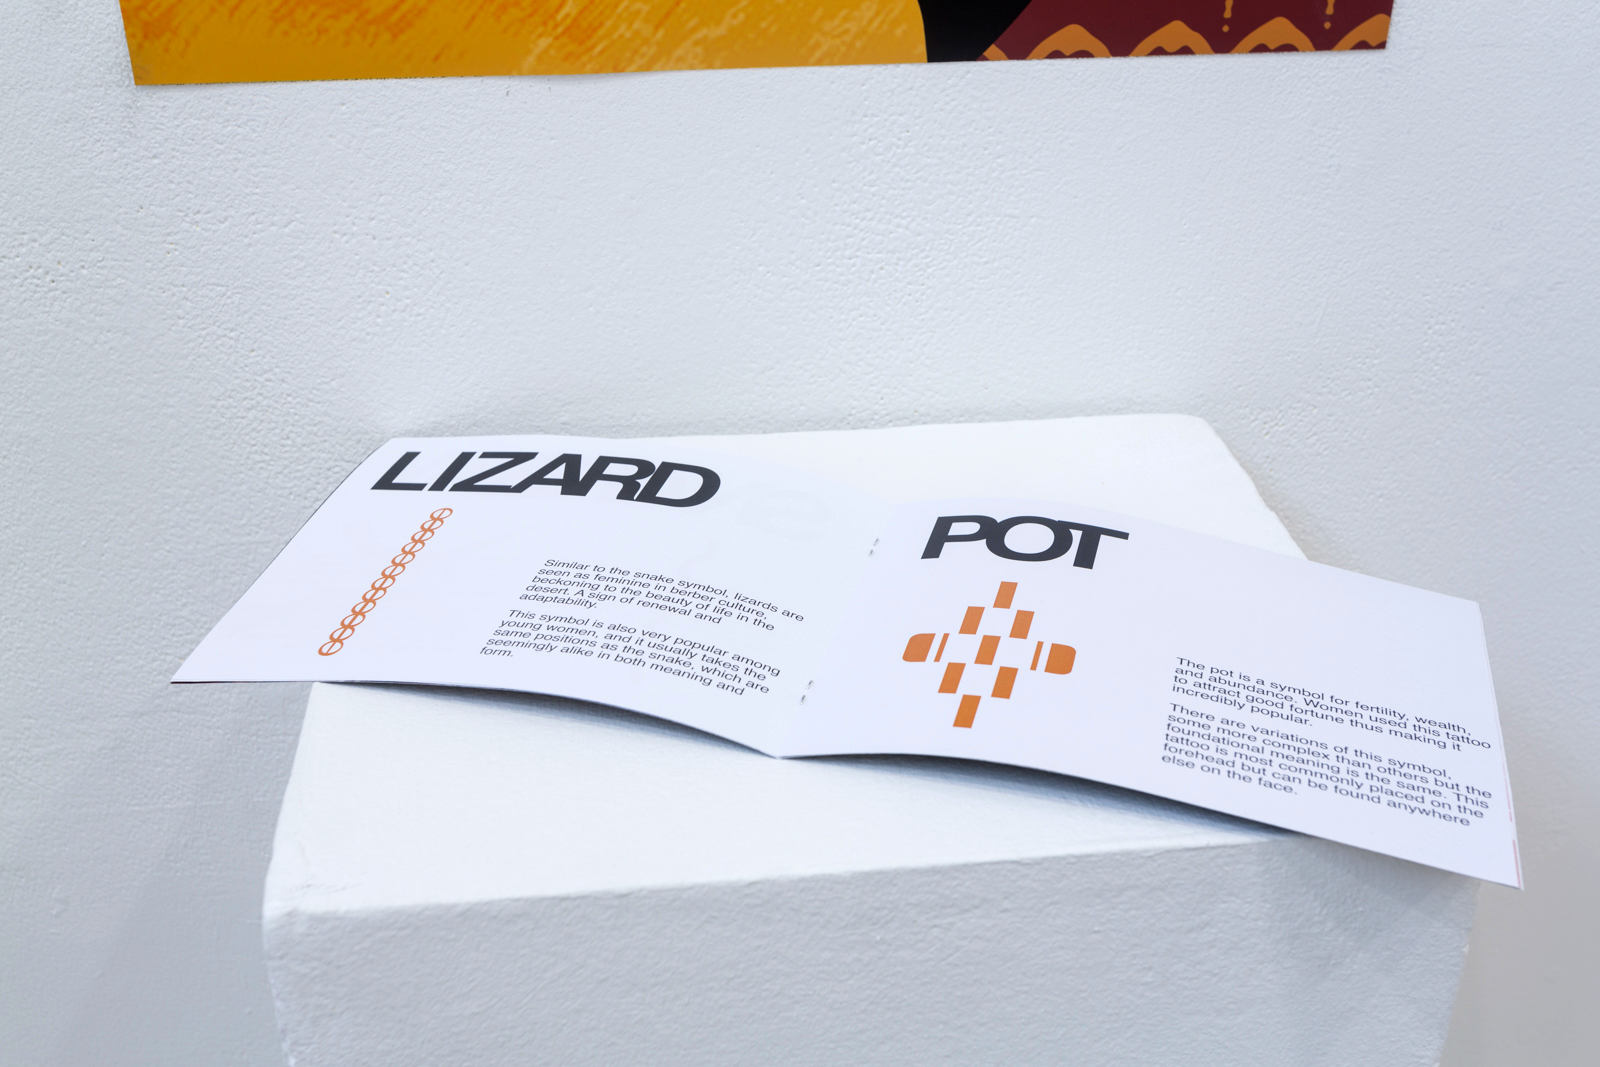 LIZARD
Similar to the snake symbol, lizards are
seen as feminine in berber culture,
beckoning to the beauty of life in the
desert. A sign of renewal and
adaptability.
This symbol is also very popular among
young women, and it usually takes the
same positions as the snake, which are
seemingly alike in both meaning and
form.
POT
The pot is a symbol for fertility, wealth,
and abundance. Women used this tattoo
to attract good fortune thus making it
incredibly popular.
There are variations of this symbol,
some more complex than others but the
foundational meaning is the same. This
tattoo is most commonly placed on the
forehead but can be found anywhere
else on the face.